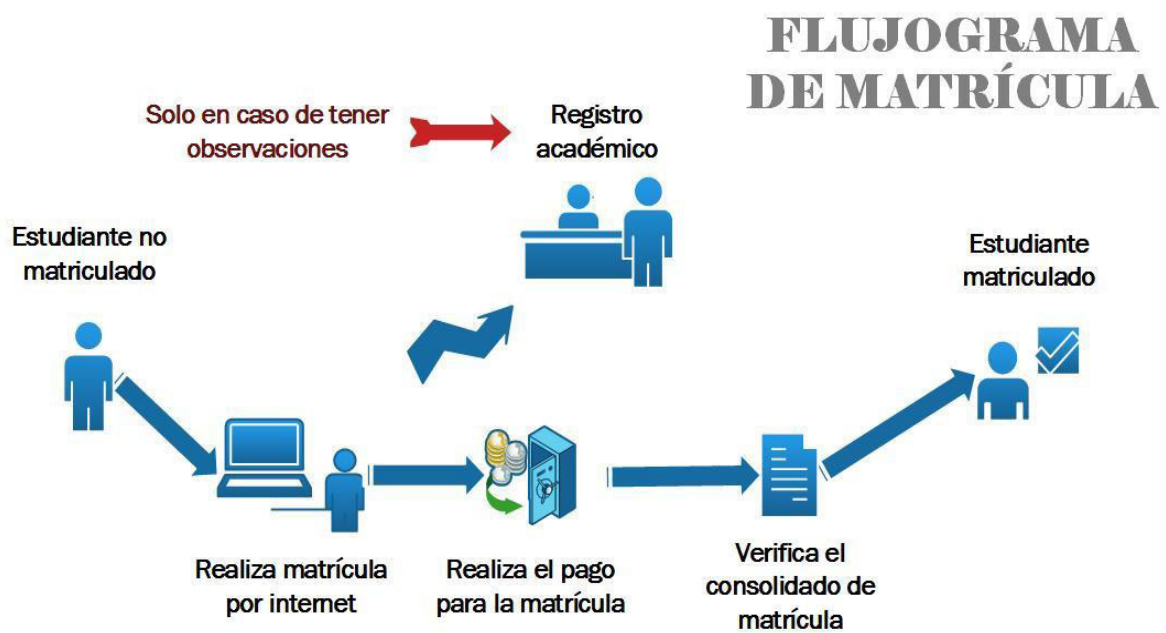 FLUJOGRAMA
DE MATRÍCULA
Solo en caso de tener
observaciones
Registro
académico
Estudiante no
matriculado
Estudiante
matriculado
Realiza matrícula
por internet
Realiza el pago
para la matrícula
Verifica el
consolidado de
matrícula